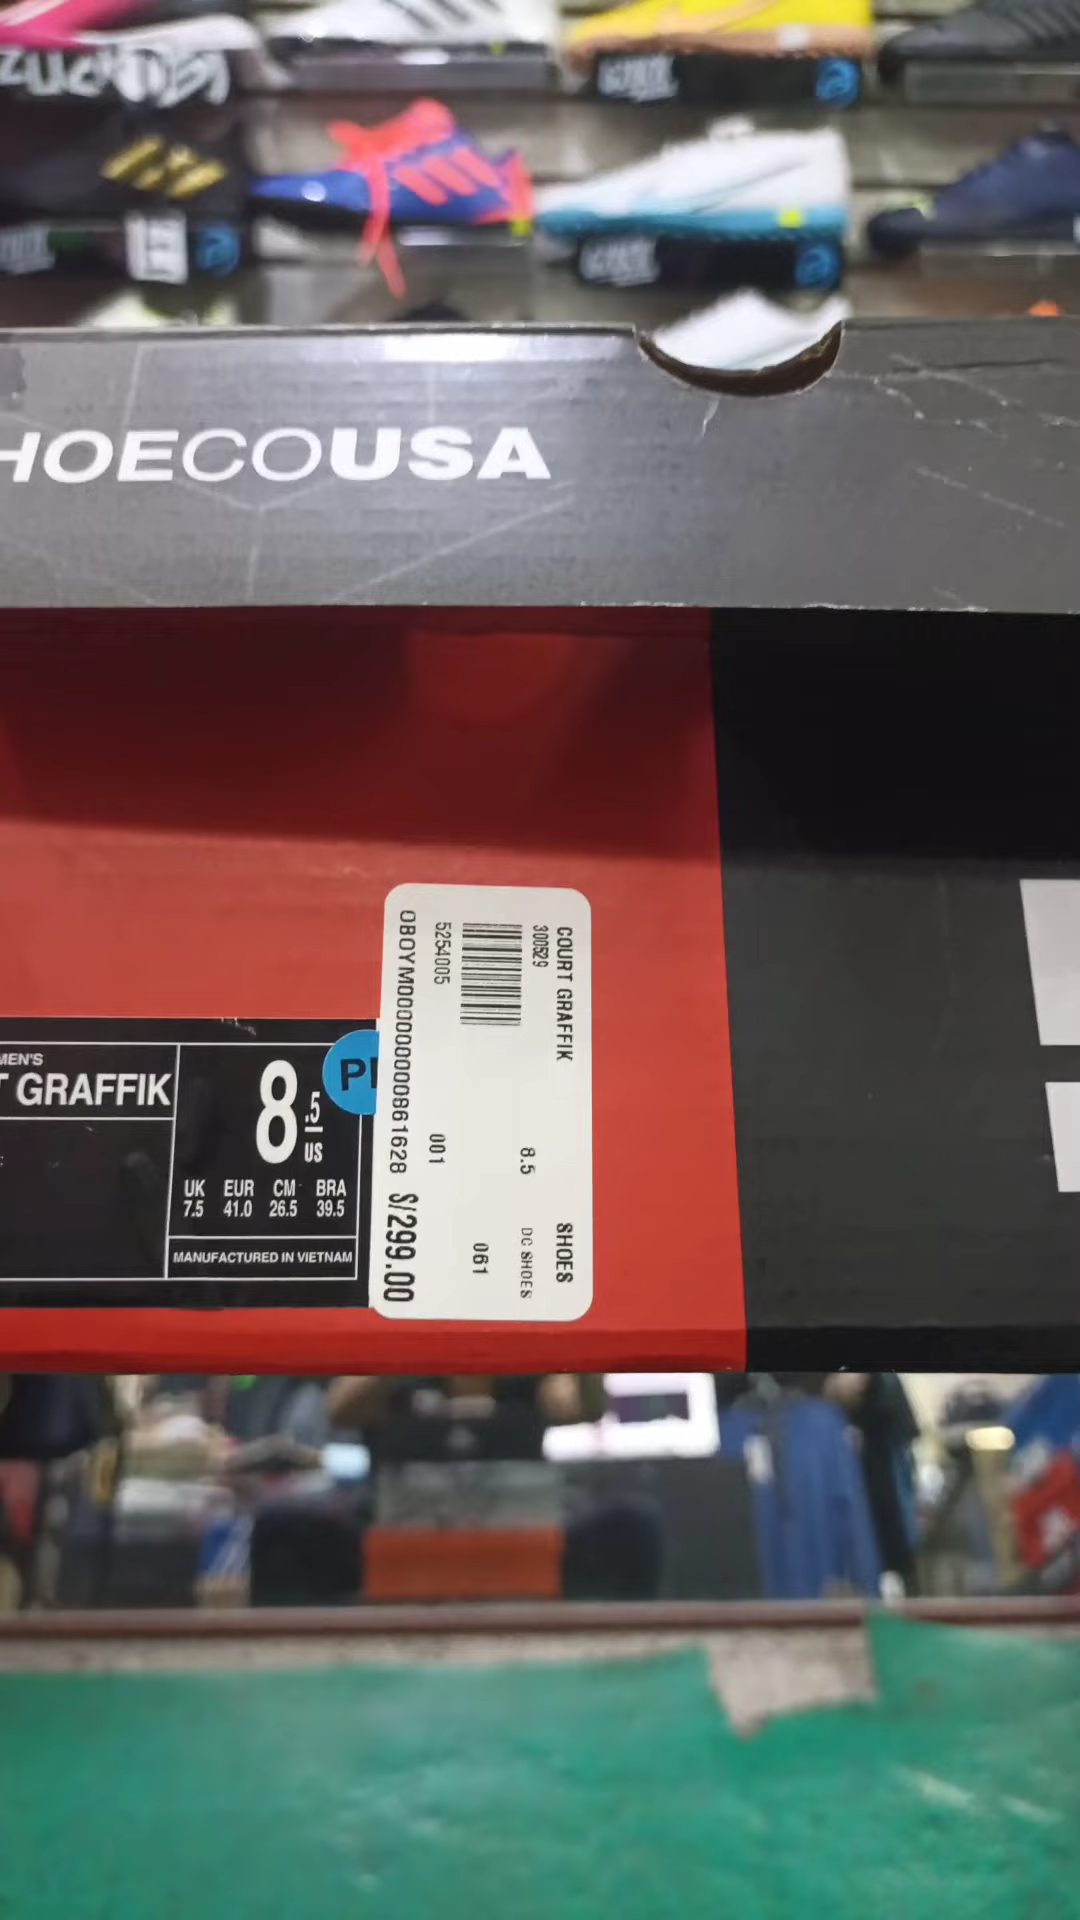 HOECOUSA
MEN'S
T GRAFFIK
8.5
US
UK EUR CM BRA
7.5 41.0 26.5 39.5
MANUFACTURED IN VIETNAM
COURT GRAFFIK SHOES
300529 8.5 DC SHOES
061
5254005 001
S/299.00